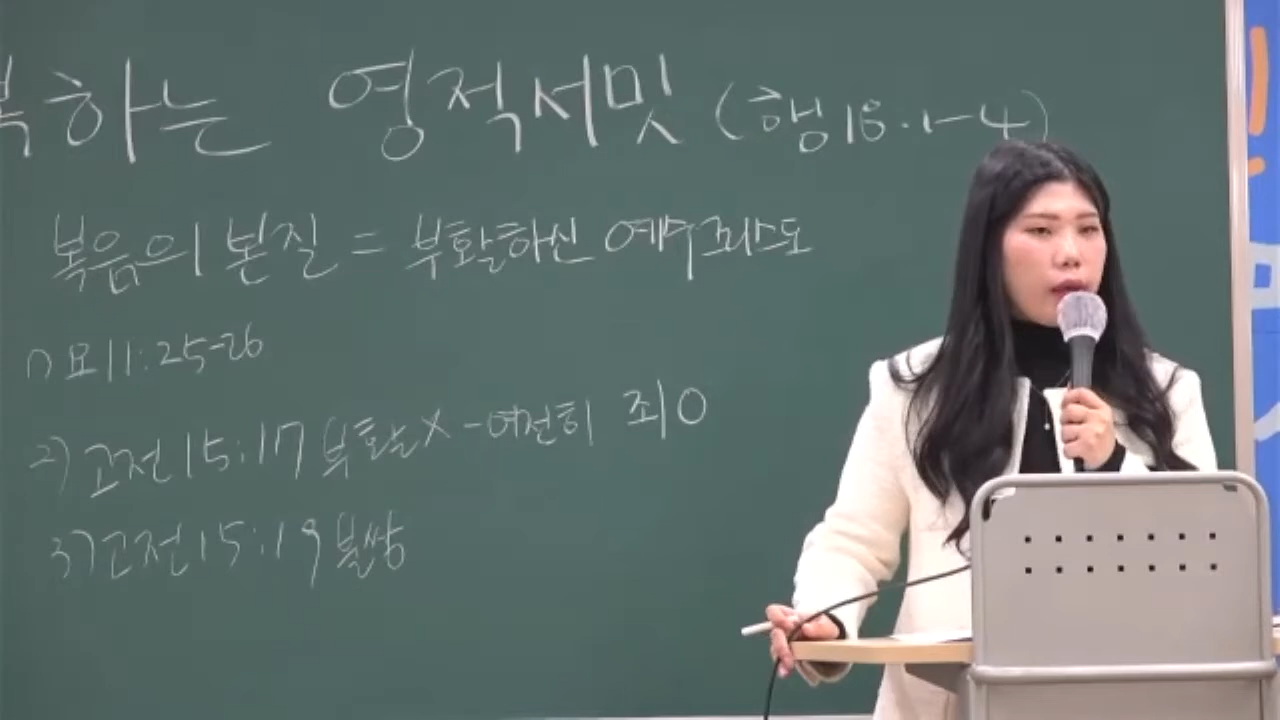 복하는 영적서밋 (행18:1-4)
복음의 본질 = 부활하신 예수그리스도
1) 요11:25-26
2) 고전15:17 부활X - 여전히 죄O
3) 고전15:19 불쌍